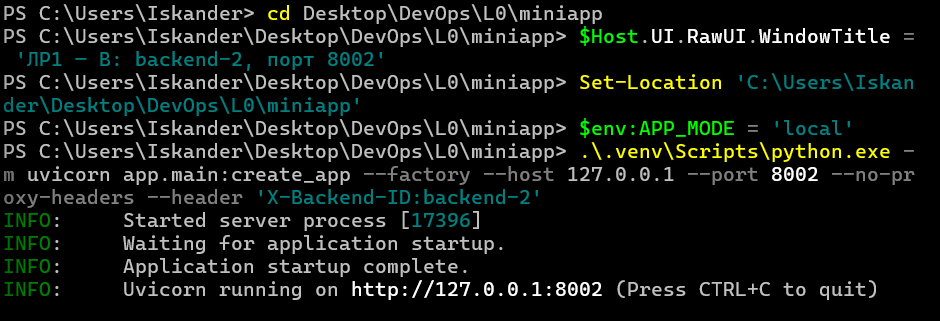 PS C:\Users\Iskander> cd Desktop\DevOps\L0\miniapp
PS C:\Users\Iskander\Desktop\DevOps\L0\miniapp> $Host.UI.RawUI.WindowTitle =
 'ЛР1 — B: backend-2, порт 8002'
PS C:\Users\Iskander\Desktop\DevOps\L0\miniapp> Set-Location 'C:\Users\Iskan
der\Desktop\DevOps\L0\miniapp'
PS C:\Users\Iskander\Desktop\DevOps\L0\miniapp> $env:APP_MODE = 'local'
PS C:\Users\Iskander\Desktop\DevOps\L0\miniapp> .\.venv\Scripts\python.exe -
m uvicorn app.main:create_app --factory --host 127.0.0.1 --port 8002 --no-pr
oxy-headers --header 'X-Backend-ID:backend-2'
INFO:     Started server process [17396]
INFO:     Waiting for application startup.
INFO:     Application startup complete.
INFO:     Uvicorn running on http://127.0.0.1:8002 (Press CTRL+C to quit)